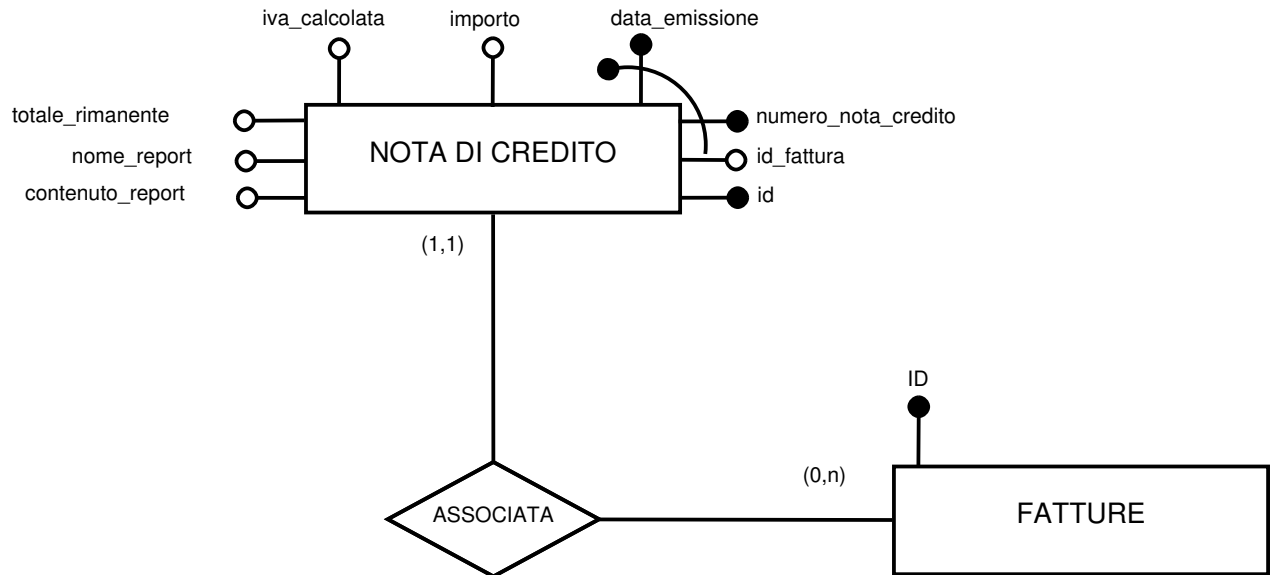 iva_calcolata
importo
data_emissione
totale_rimanente
numero_nota_credito
nome_report
NOTA DI CREDITO
id_fattura
contenuto_report
id
(1,1)
ID
(0,n)
ASSOCIATA
FATTURE